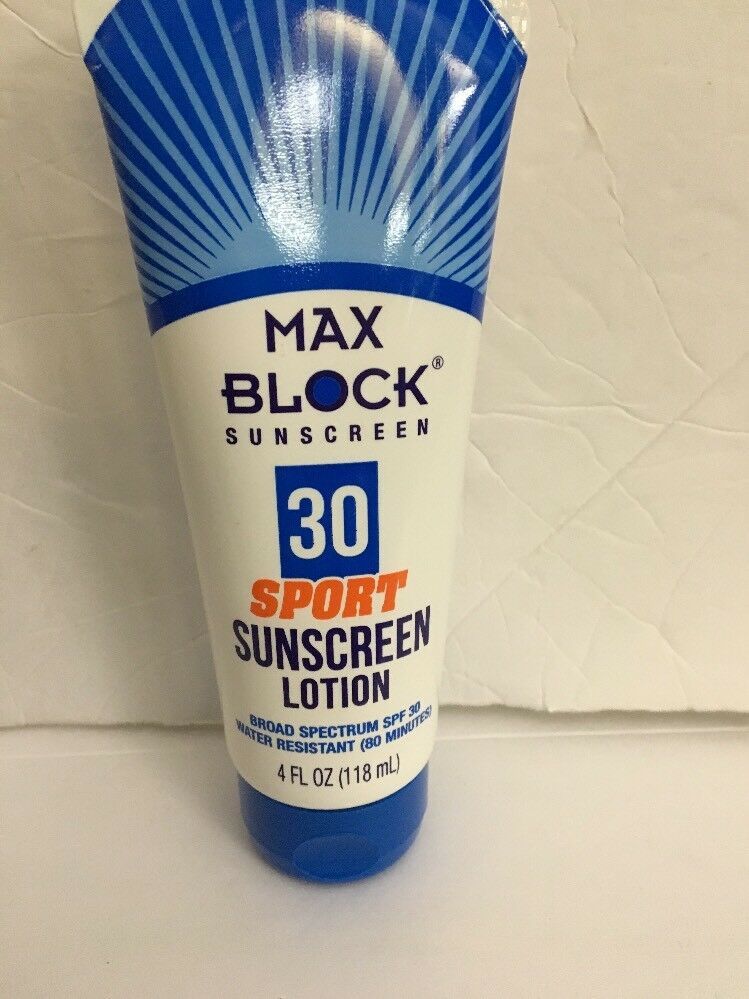 MAX
BLOCK®
SUNSCREEN
30
SPORT
SUNSCREEN
LOTION
BROAD SPECTRUM SPF 30
WATER RESISTANT (80 MINUTES)
4 FL OZ (118 mL)